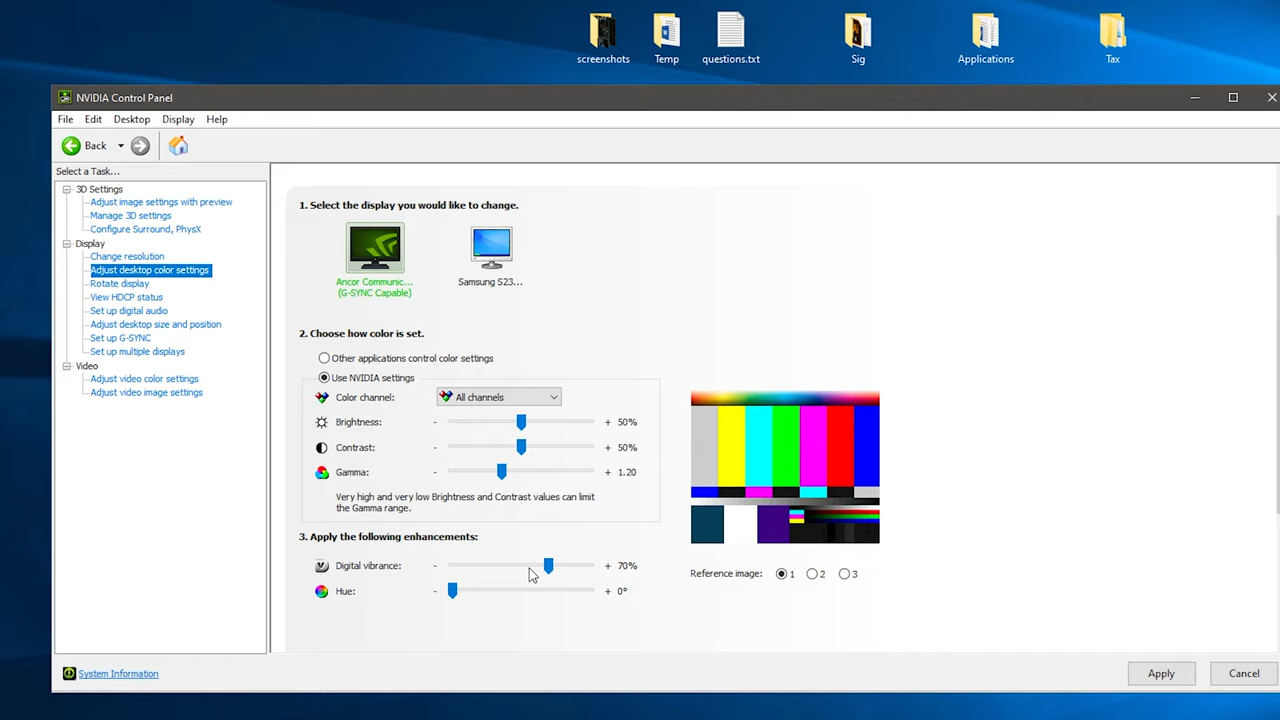 screenshots
Temp
questions.txt
Sig
Applications
Tax
NVIDIA Control Panel
File Edit Desktop Display Help
Back
Select a Task...
3D Settings
Adjust image settings with preview
Manage 3D settings
Configure Surround, PhysX
Display
Change resolution
Adjust desktop color settings
Rotate display
View HDCP status
Set up digital audio
Adjust desktop size and position
Set up G-SYNC
Set up multiple displays
Video
Adjust video color settings
Adjust video image settings
System Information
1. Select the display you would like to change.
Ancor Communic...
(G-SYNC Capable)
Samsung S23...
2. Choose how color is set.
Other applications control color settings
Use NVIDIA settings
Color channel: All channels
Brightness: - + 50%
Contrast: - + 50%
Gamma: - + 1.20
Very high and very low Brightness and Contrast values can limit
the Gamma range.
3. Apply the following enhancements:
Digital vibrance: - + 70%
Hue: - + 0°
Reference image: 1 2 3
Apply Cancel